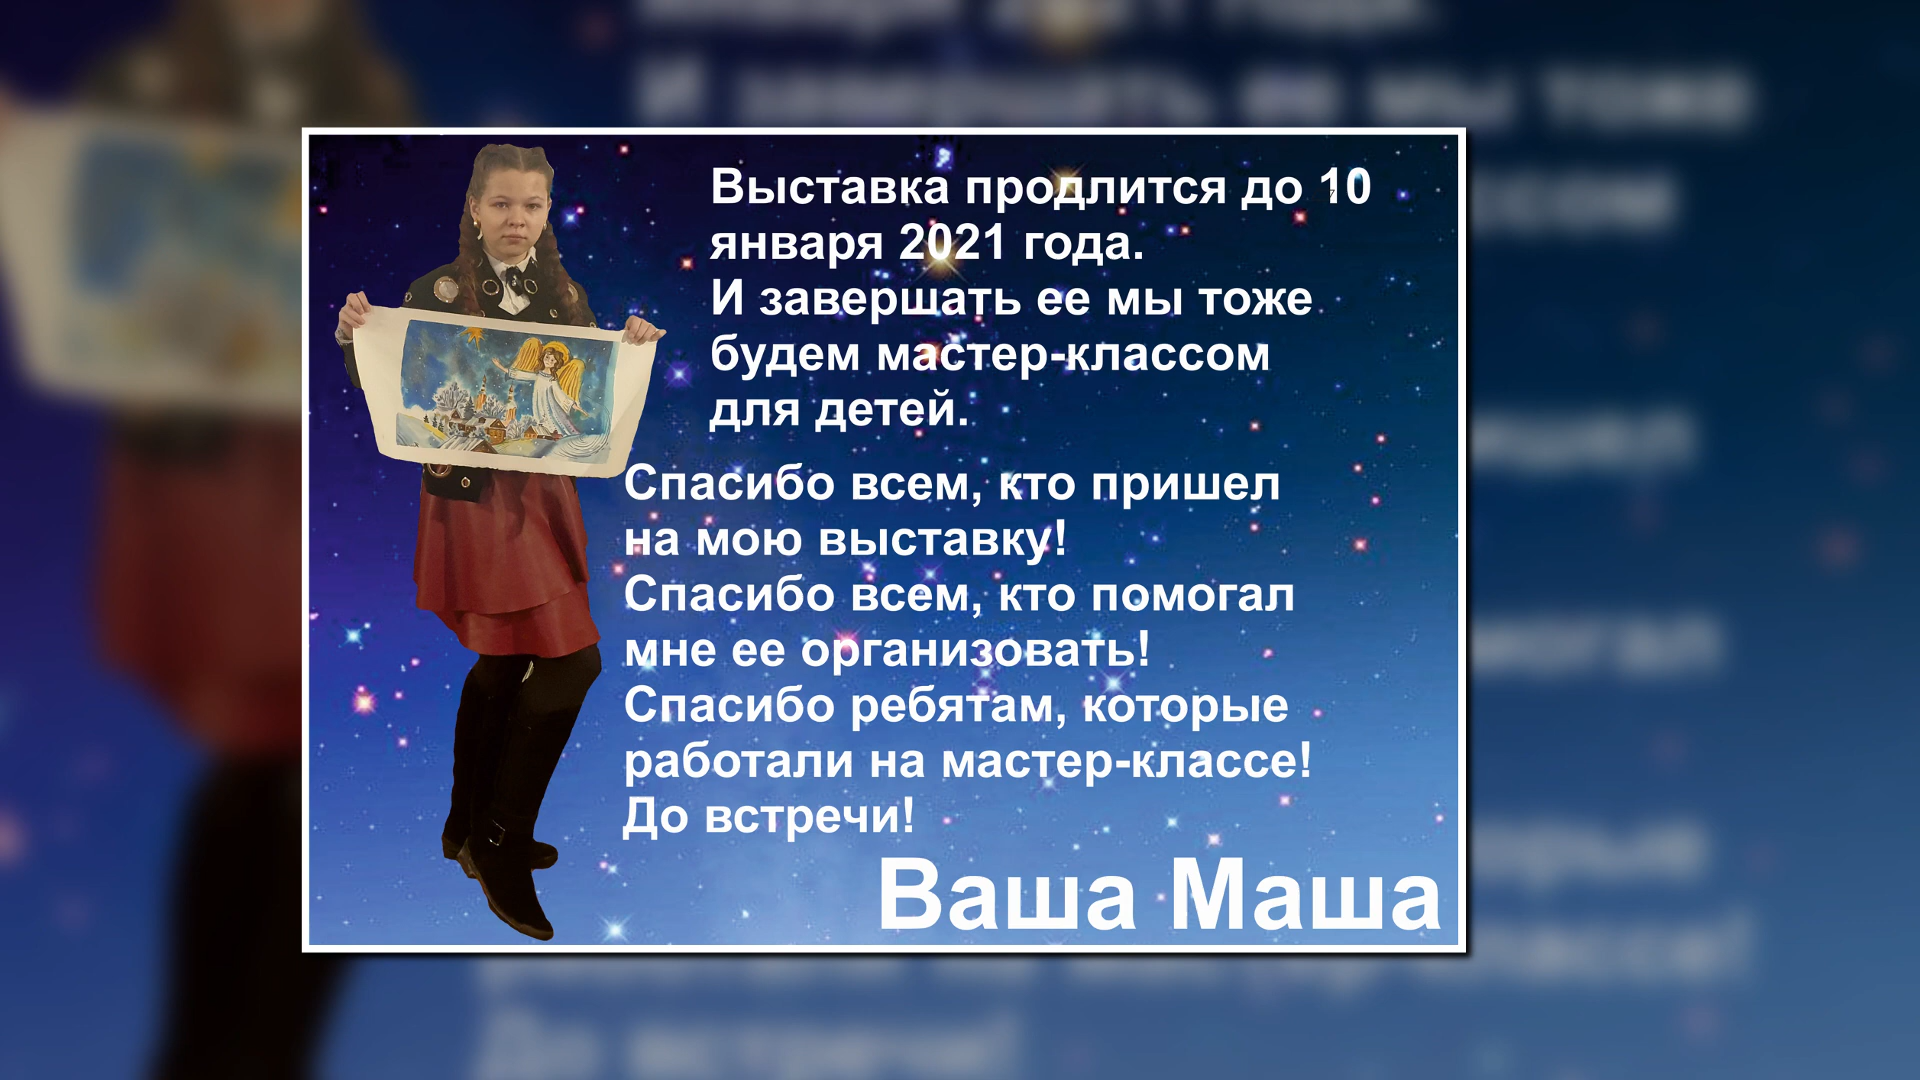 Выставка продлится до 10
января 2021 года.
И завершать ее мы тоже
будем мастер-классом
для детей.
Спасибо всем, кто пришел
на мою выставку!
Спасибо всем, кто помогал
мне ее организовать!
Спасибо ребятам, которые
работали на мастер-классе!
До встречи!
Ваша Маша